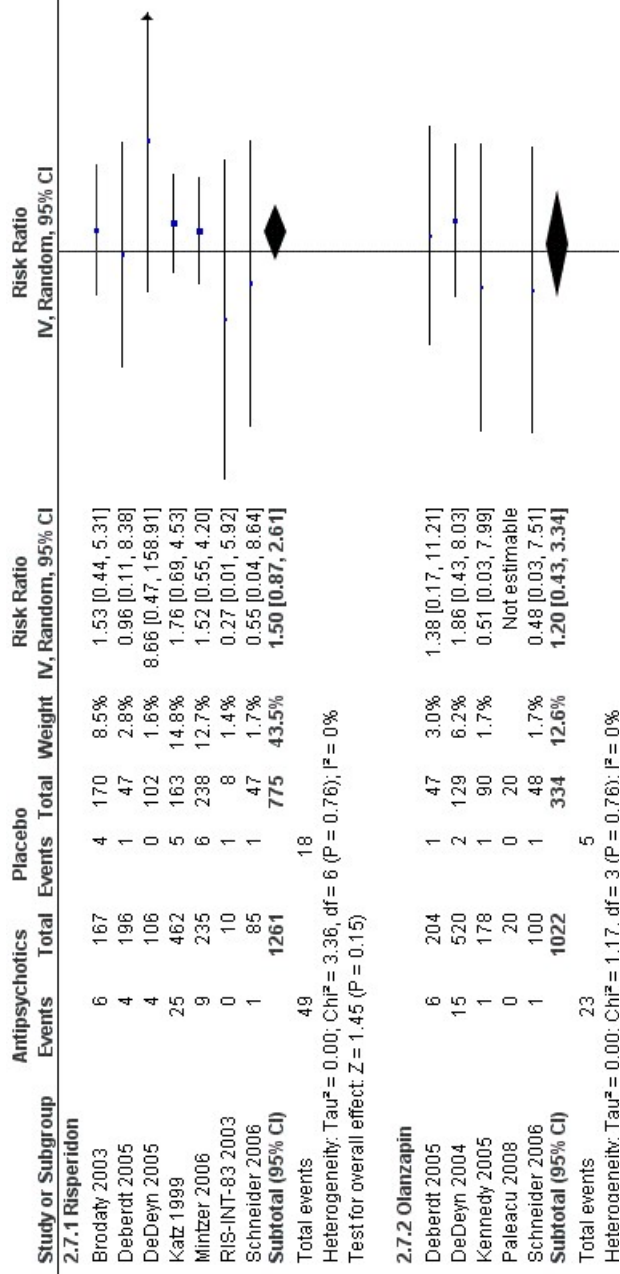 Antipsychotics Placebo Risk Ratio Risk Ratio
Study or Subgroup Events Total Events Total Weight IV, Random, 95% CI IV, Random, 95% CI
2.7.1 Risperidon
Brodaty 2003 6 167 4 170 8.5% 1.53 [0.44, 5.31]
Deberdt 2005 4 196 1 47 2.8% 0.96 [0.11, 8.38]
DeDeyn 2005 4 106 0 102 1.6% 8.66 [0.47, 158.91]
Katz 1999 25 462 5 163 14.8% 1.76 [0.69, 4.53]
Mintzer 2006 9 235 6 238 12.7% 1.52 [0.55, 4.20]
RIS-INT-83 2003 0 10 1 8 1.4% 0.27 [0.01, 5.92]
Schneider 2006 1 85 1 47 1.7% 0.55 [0.04, 8.64]
Subtotal (95% CI) 1261 775 43.5% 1.50 [0.87, 2.61]
Total events 49 18
Heterogeneity: Tau² = 0.00; Chi² = 3.36, df = 6 (P = 0.76); I² = 0%
Test for overall effect: Z = 1.45 (P = 0.15)
2.7.2 Olanzapin
Deberdt 2005 6 204 1 47 3.0% 1.38 [0.17, 11.21]
DeDeyn 2004 15 520 2 129 6.2% 1.86 [0.43, 8.03]
Kennedy 2005 1 178 1 90 1.7% 0.51 [0.03, 7.99]
Paleacu 2008 0 20 0 20 Not estimable
Schneider 2006 1 100 1 48 1.7% 0.48 [0.03, 7.51]
Subtotal (95% CI) 1022 334 12.6% 1.20 [0.43, 3.34]
Total events 23 5
Heterogeneity: Tau² = 0.00; Chi² = 1.17, df = 3 (P = 0.76); I² = 0%